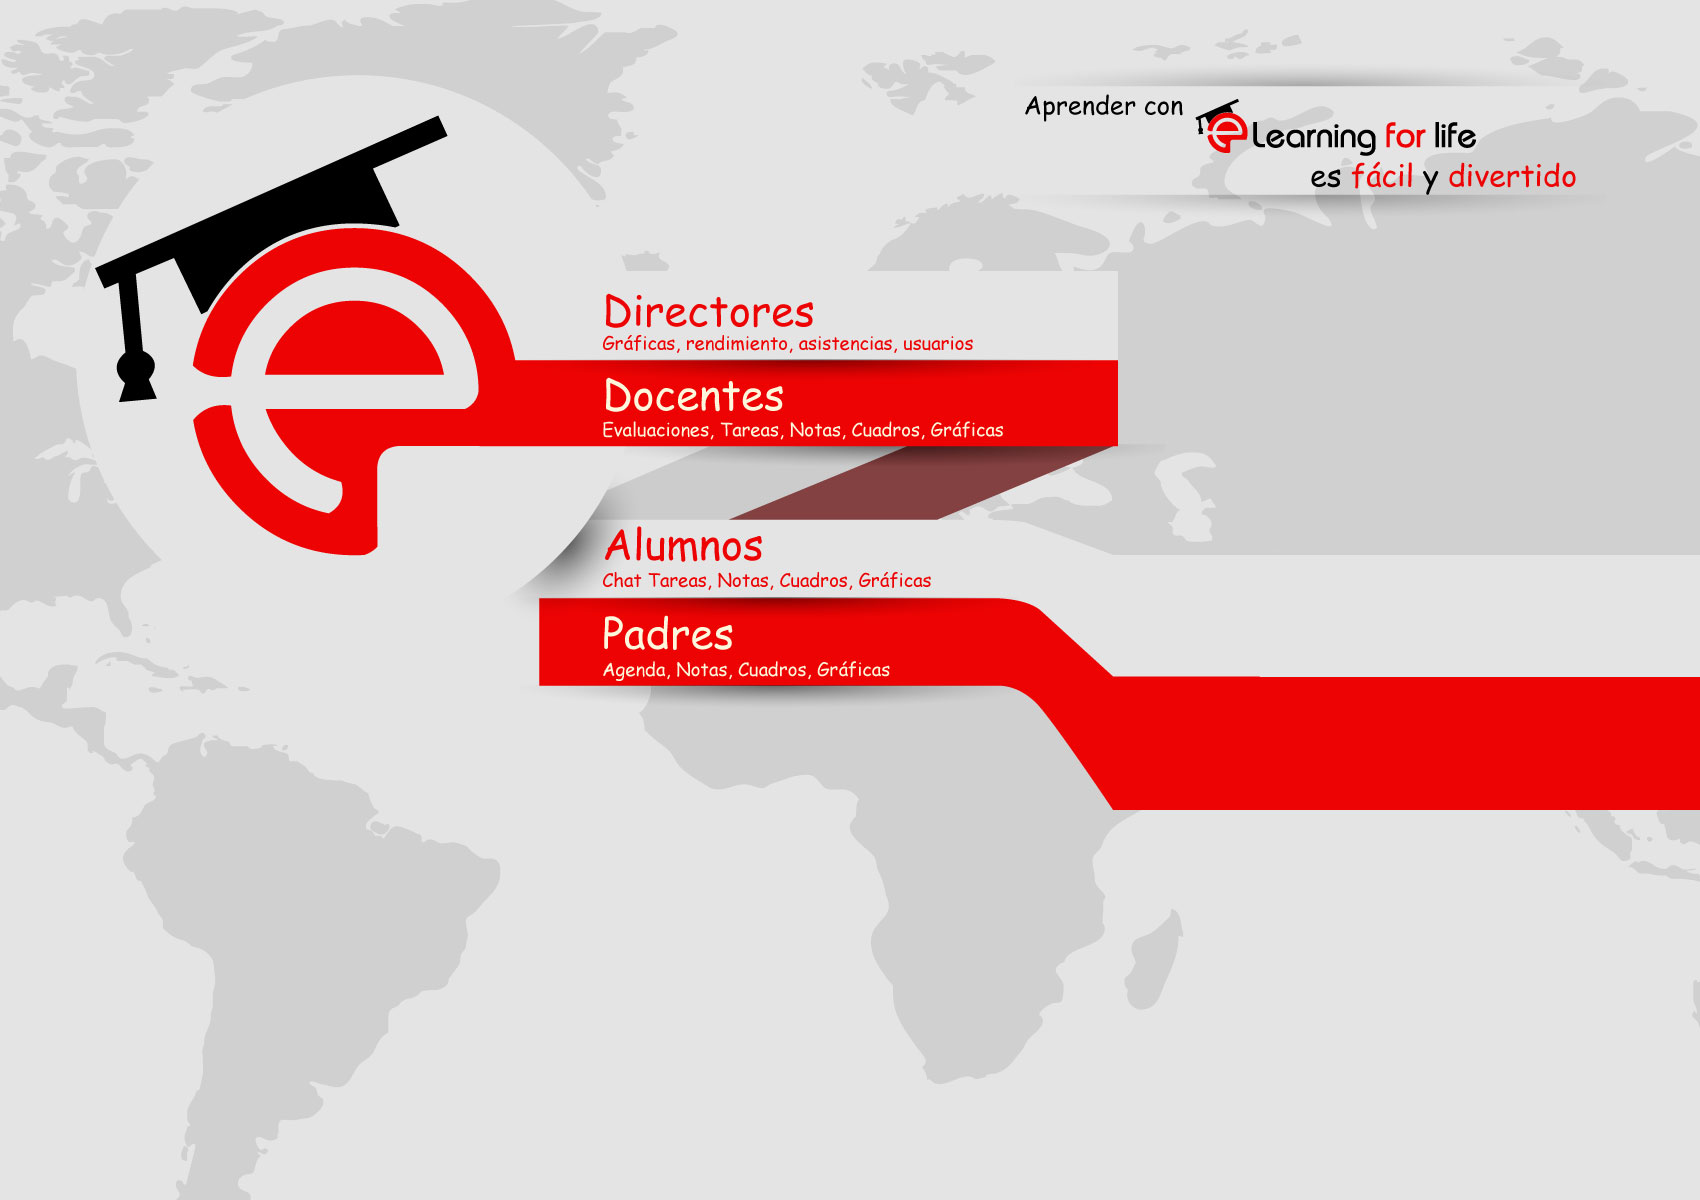 Aprender con
e Learning for life
es fácil y divertido
e
Directores
Gráficas, rendimiento, asistencias, usuarios
Docentes
Evaluaciones, Tareas, Notas, Cuadros, Gráficas
Alumnos
Chat Tareas, Notas, Cuadros, Gráficas
Padres
Agenda, Notas, Cuadros, Gráficas